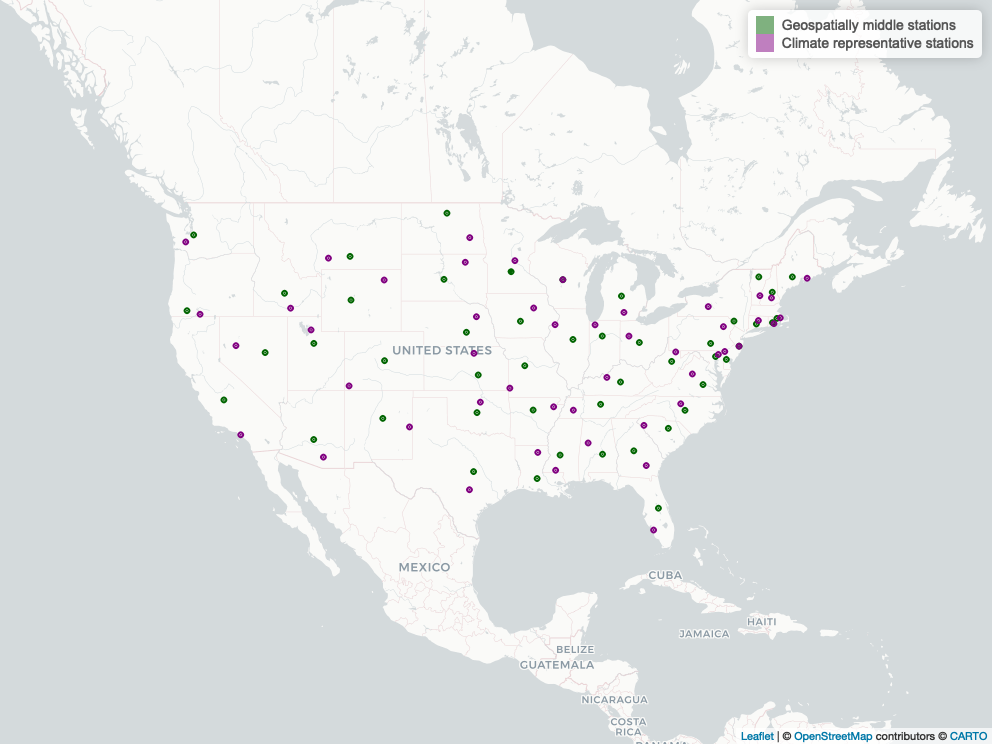 Geospatially middle stations
Climate representative stations
UNITED STATES
MEXICO
CUBA
HAITI
JAMAICA
BELIZE
GUATEMALA
NICARAGUA
COSTA
RICA
PANAMA
Leaflet | © OpenStreetMap contributors © CARTO